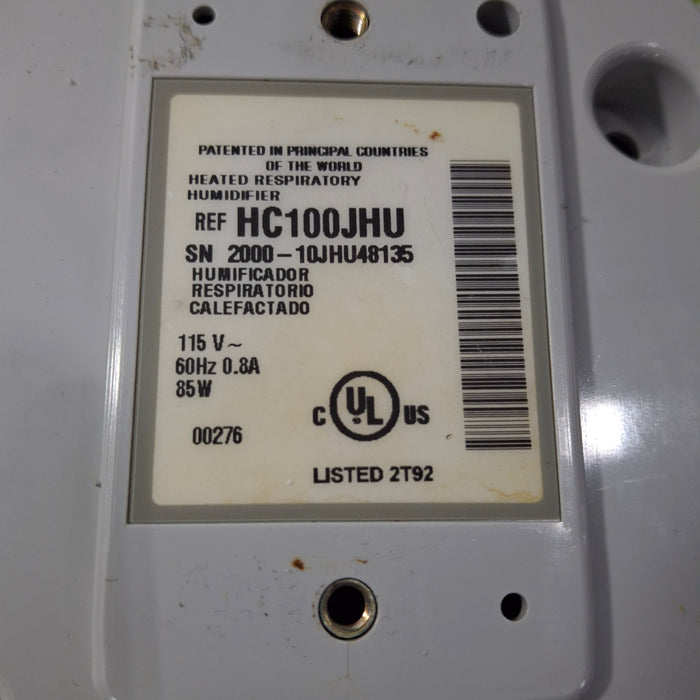 PATENTED IN PRINCIPAL COUNTRIES
OF THE WORLD
HEATED RESPIRATORY
HUMIDIFIER
REF HC100JHU
SN 2000-10JHU48135
HUMIFICADOR
RESPIRATORIO
CALEFACTADO
115 V~
60Hz 0.8A
85W
C UL US
00276
LISTED 2T92